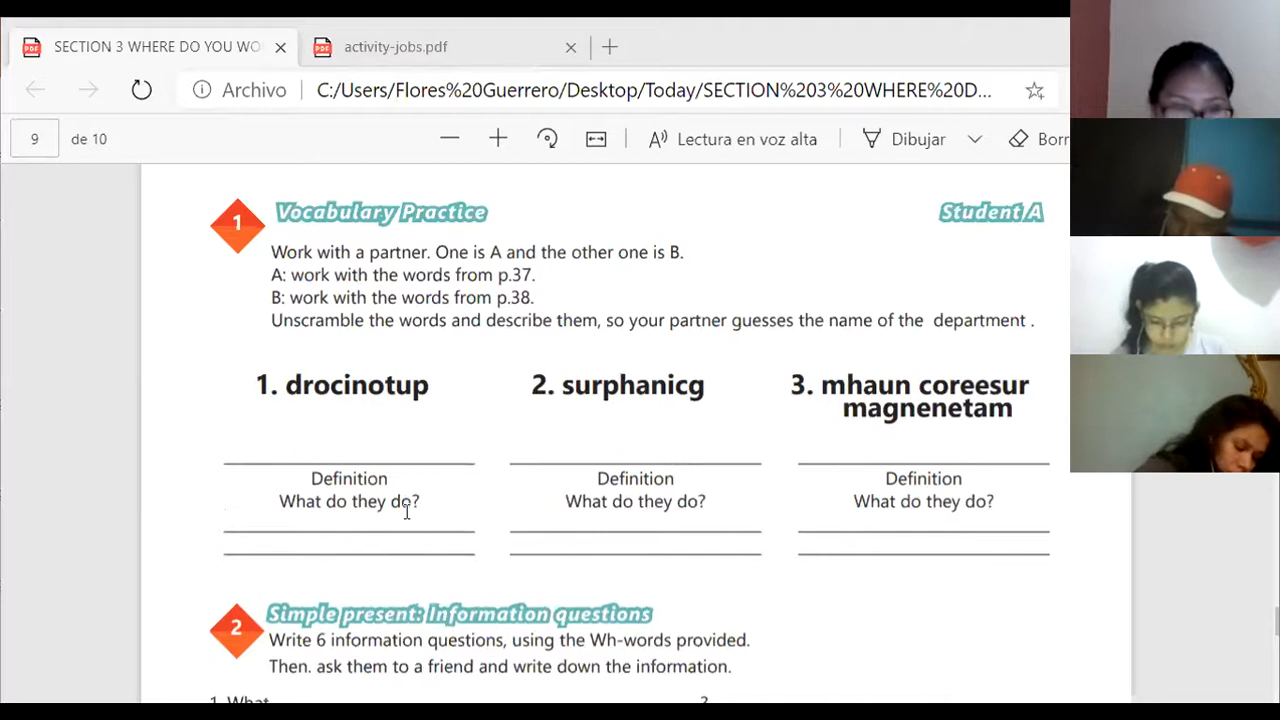 SECTION 3 WHERE DO YOU WO
activity-jobs.pdf
Archivo
C:/Users/Flores%20Guerrero/Desktop/Today/SECTION%203%20WHERE%20D...
9
de 10
Lectura en voz alta
Dibujar
Borr
1
Vocabulary Practice
Student A
Work with a partner. One is A and the other one is B.
A: work with the words from p.37.
B: work with the words from p.38.
Unscramble the words and describe them, so your partner guesses the name of the department .
1. drocinotup
2. surphanicg
3. mhaun coreesur
magnenetam
Definition
What do they do?
Definition
What do they do?
Definition
What do they do?
2
Simple present: Information questions
Write 6 information questions, using the Wh-words provided.
Then. ask them to a friend and write down the information.
1. What
?